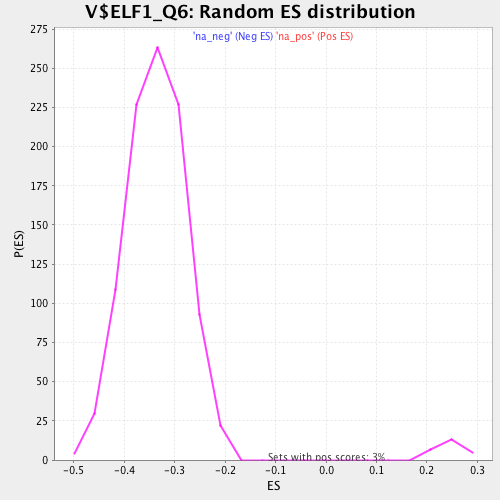 V$ELF1_Q6: Random ES distribution
'na_neg' (Neg ES) 'na_pos' (Pos ES)
275
250
225
200
175
150
125
100
75
50
25
0
P(ES)
Sets with pos scores: 3%
-0.5 -0.4 -0.3 -0.2 -0.1 0.0 0.1 0.2 0.3
ES